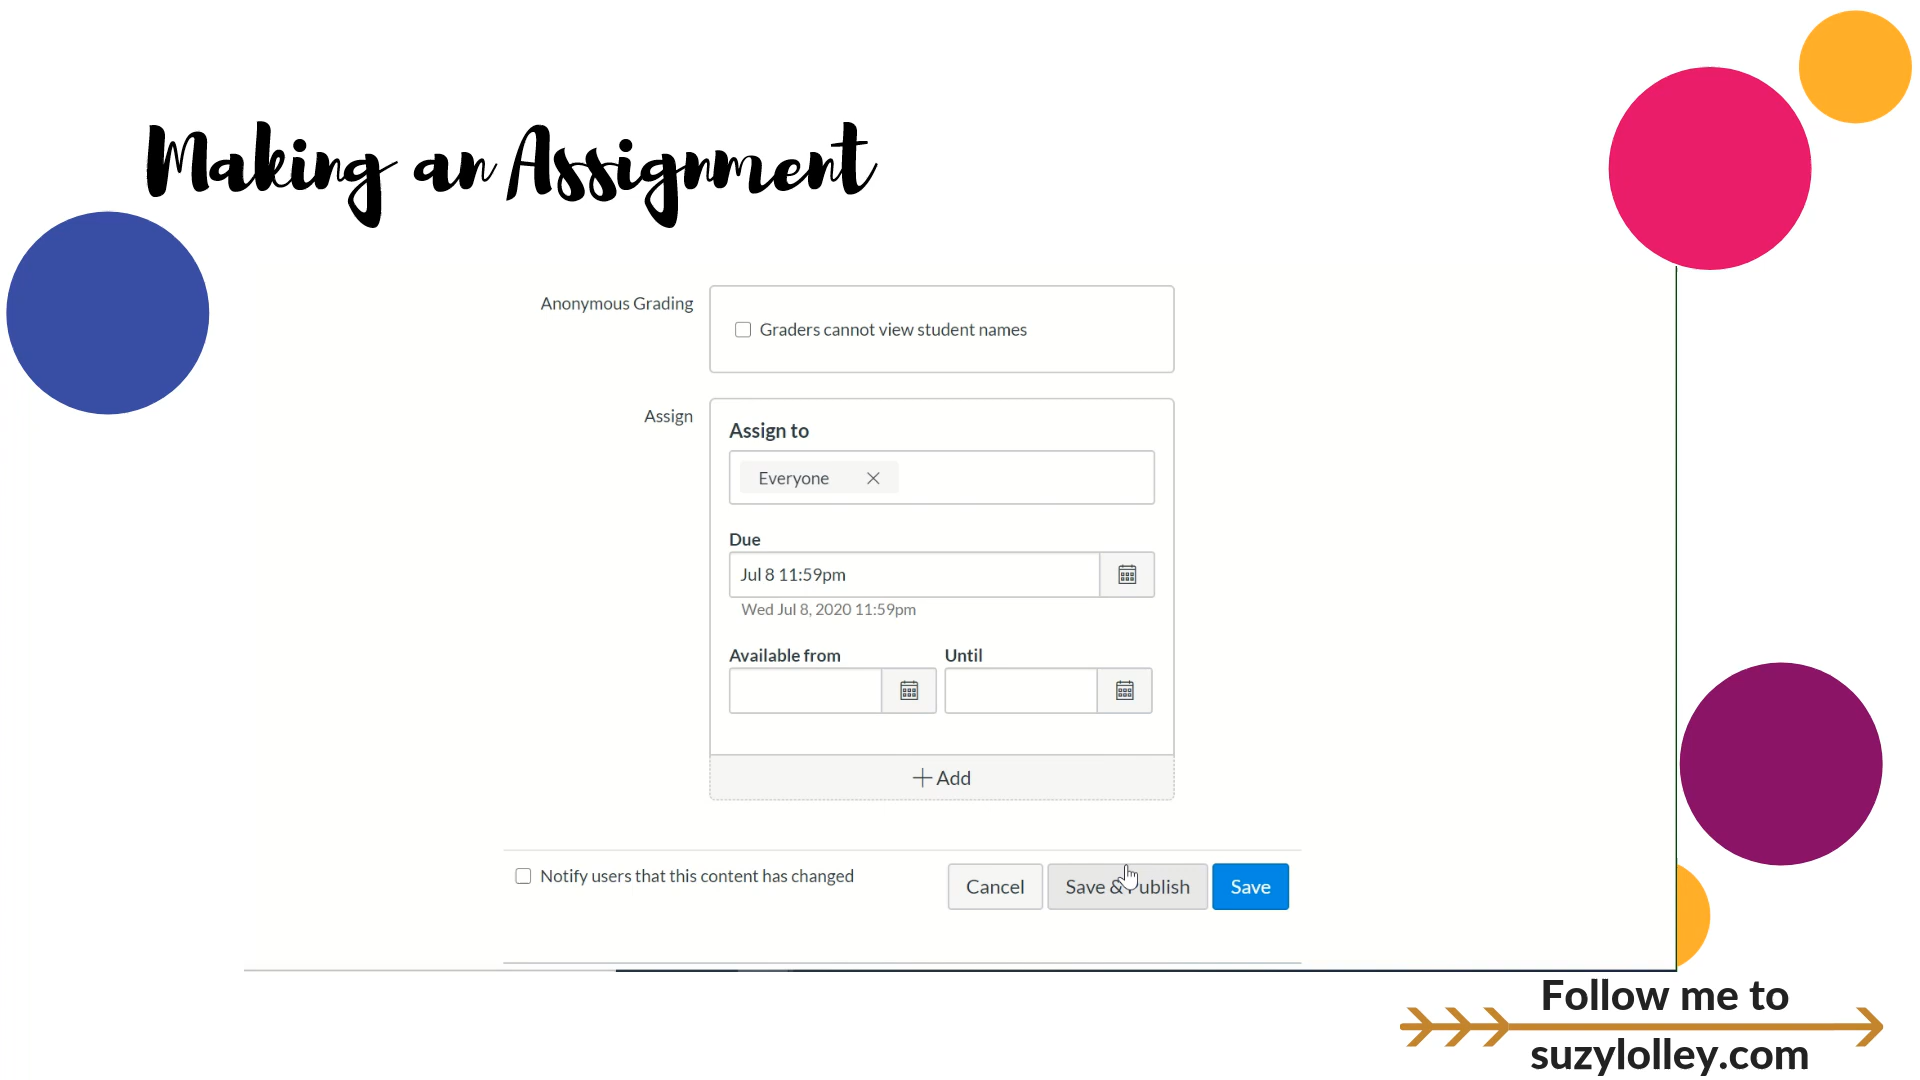 Making an Assignment
Anonymous Grading
Graders cannot view student names
Assign
Assign to
Everyone
Due
Jul 8 11:59pm
Wed Jul 8, 2020 11:59pm
Available from
Until
Add
Notify users that this content has changed
Cancel
Save & Publish
Save
Follow me to
suzylolley.com